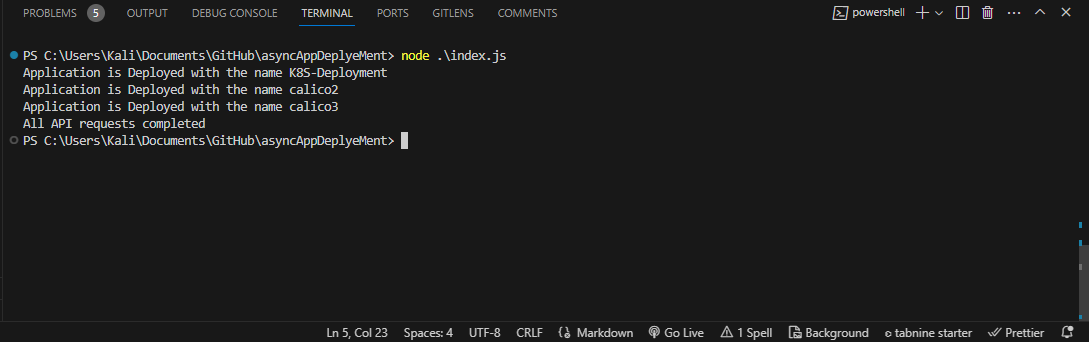 PROBLEMS 5 OUTPUT DEBUG CONSOLE TERMINAL PORTS GITLENS COMMENTS powershell
PS C:\Users\Kali\Documents\GitHub\asyncAppDeplyeMent> node .\index.js
Application is Deployed with the name K8S-Deployment
Application is Deployed with the name calico2
Application is Deployed with the name calico3
All API requests completed
PS C:\Users\Kali\Documents\GitHub\asyncAppDeplyeMent>
Ln 5, Col 23 Spaces: 4 UTF-8 CRLF Markdown Go Live 1 Spell Background tabnine starter Prettier